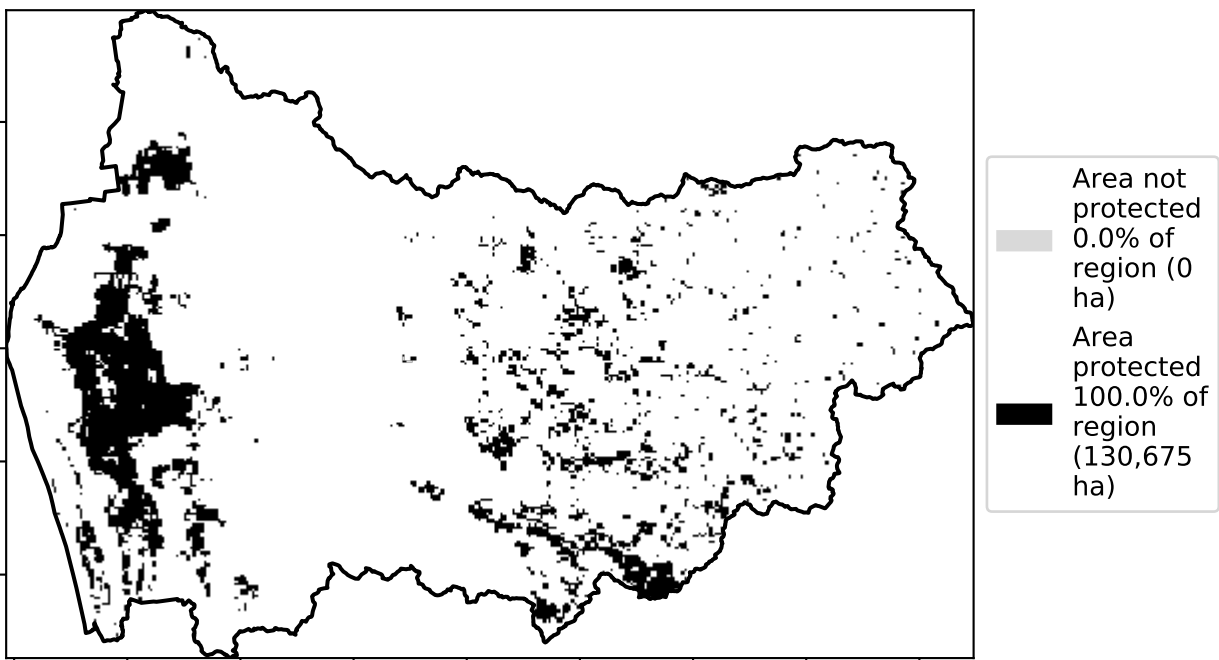 Area not
protected
0.0% of
region (0
ha)
Area
protected
100.0% of
region
(130,675
ha)